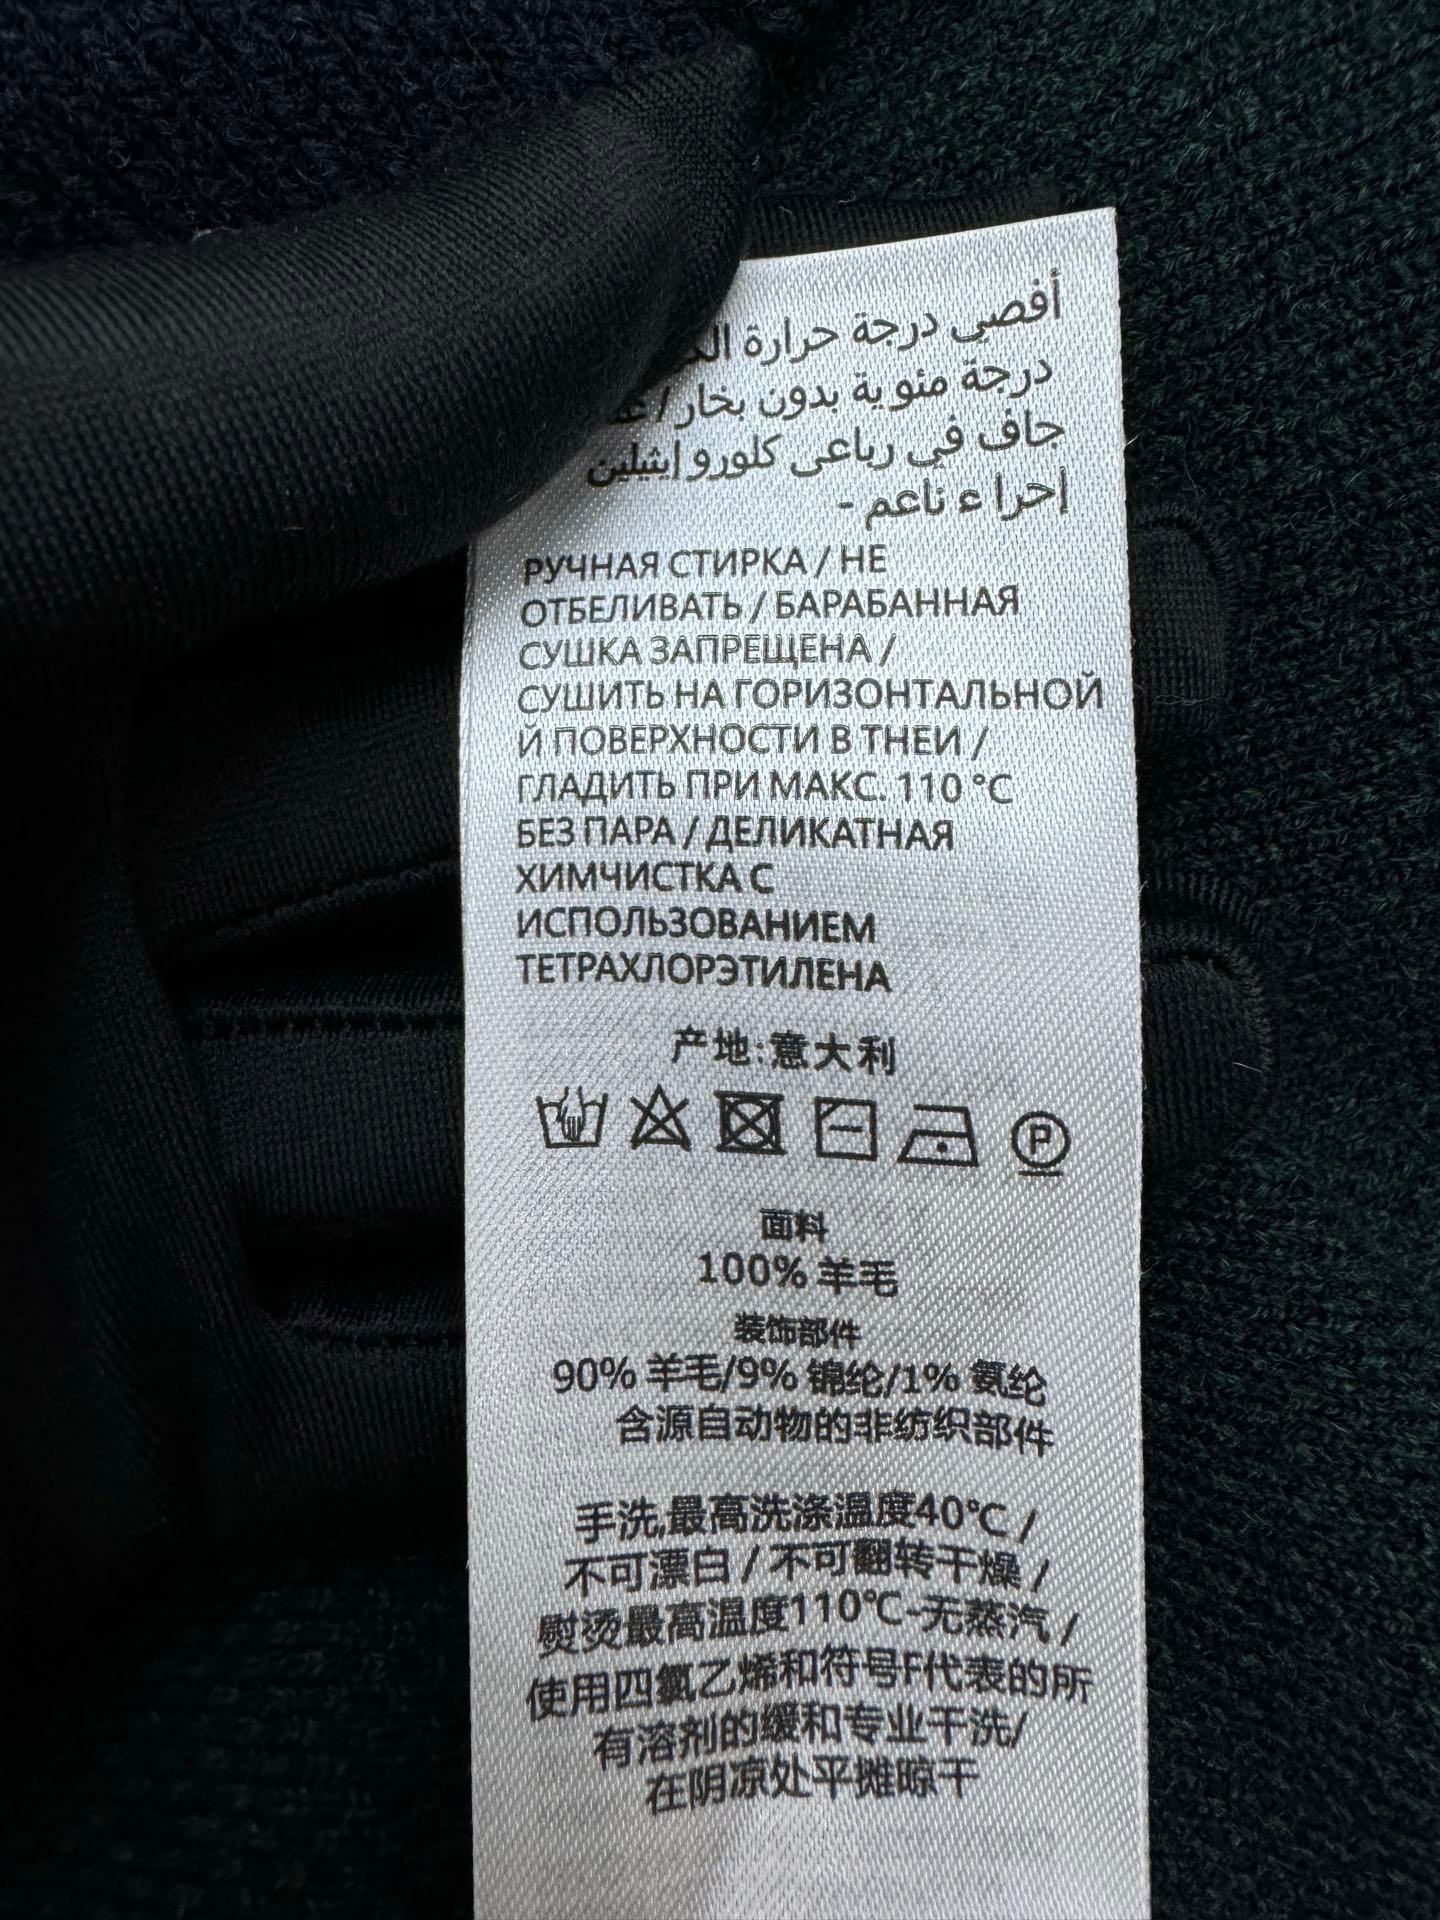 أقصي درجة حرارة
درجة مئوية بدون بخار /
جاف في رباعى كلورو إيثيلين
إجرا ء ناعم -
РУЧНАЯ СТИРКА / НЕ
ОТБЕЛИВАТЬ / БАРАБАННАЯ
СУШКА ЗАПРЕЩЕНА /
СУШИТЬ НА ГОРИЗОНТАЛЬНОЙ
Й ПОВЕРХНОСТИ В ТНЕИ /
ГЛАДИТЬ ПРИ МАКС. 110 °C
БЕЗ ПАРА / ДЕЛИКАТНАЯ
ХИМЧИСТКА С
ИСПОЛЬЗОВАНИЕМ
ТЕТРАХЛОРЭТИЛЕНА
产地:意大利
P
面料
100% 羊毛
装饰部件
90% 羊毛/9% 锦纶/1% 氨纶
含源自动物的非纺织部件
手洗,最高洗涤温度40℃ /
不可漂白 / 不可翻转干燥 /
熨烫最高温度110℃-无蒸汽 /
使用四氯乙烯和符号F代表的所
有溶剂的缓和专业干洗/
在阴凉处平摊晾干